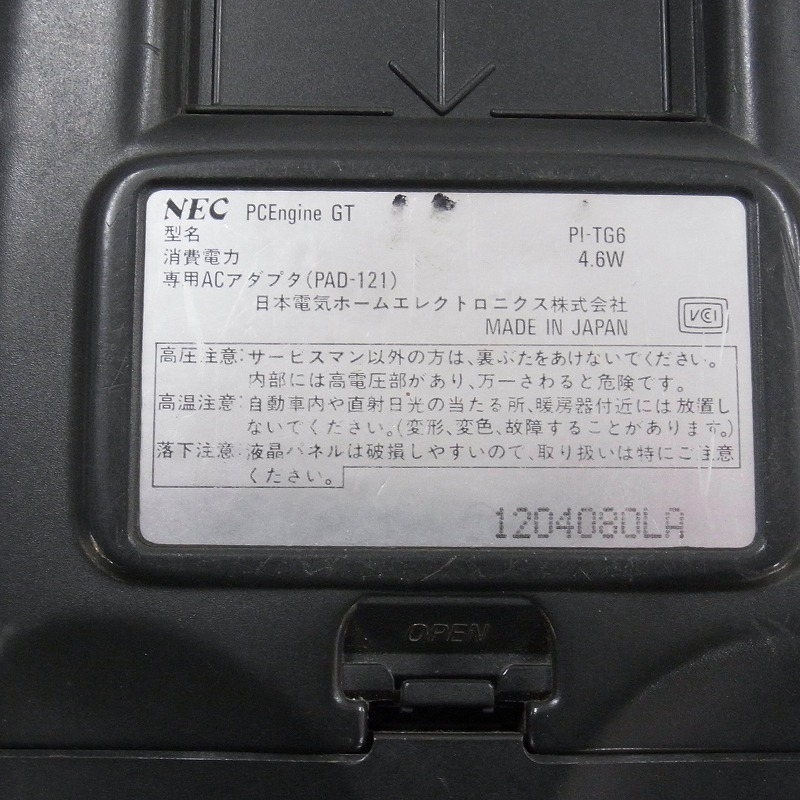 NEC PCEngine GT
型名 PI-TG6
消費電力 4.6W
専用ACアダプタ(PAD-121)
日本電気ホームエレクトロニクス株式会社
MADE IN JAPAN
VCCI
高圧注意:サービスマン以外の方は、裏ぶたをあけないでください。
内部には高電圧部があり、万一さわると危険です。
高温注意:自動車内や直射日光の当たる所、暖房器付近には放置し
ないでください。(変形、変色、故障することがあります。)
落下注意:液晶パネルは破損しやすいので、取り扱いは特にご注意
ください。
1204080LA
OPEN